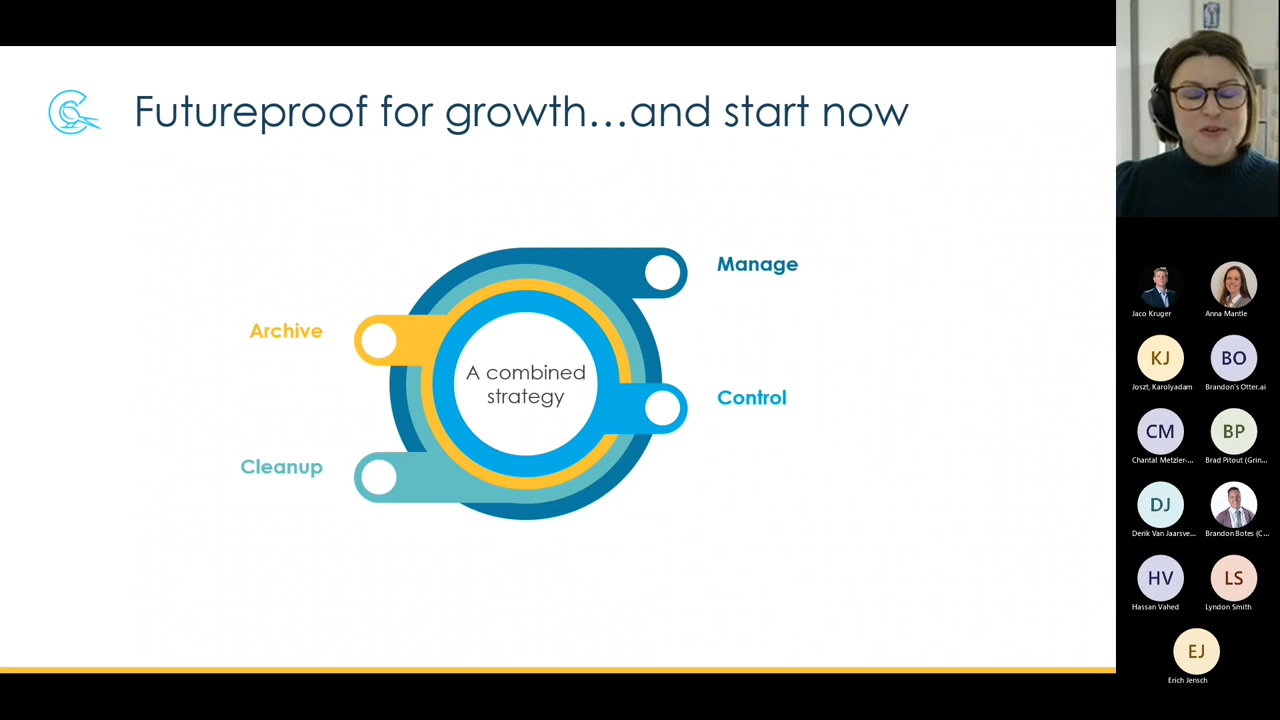 Futureproof for growth...and start now
Manage
Archive
A combined
strategy
Control
Cleanup
Jaco Kruger
Anna Mantle
KJ
BO
Joszt, Karolyadam
Brandon's Otter.ai
CM
BP
Chantal Metzler-...
Brad Pitout (Grin...
DJ
Derik Van Jaarsve...
Brandon Botes (C...
HV
LS
Hassan Vahed
Lyndon Smith
EJ
Erich Jensch